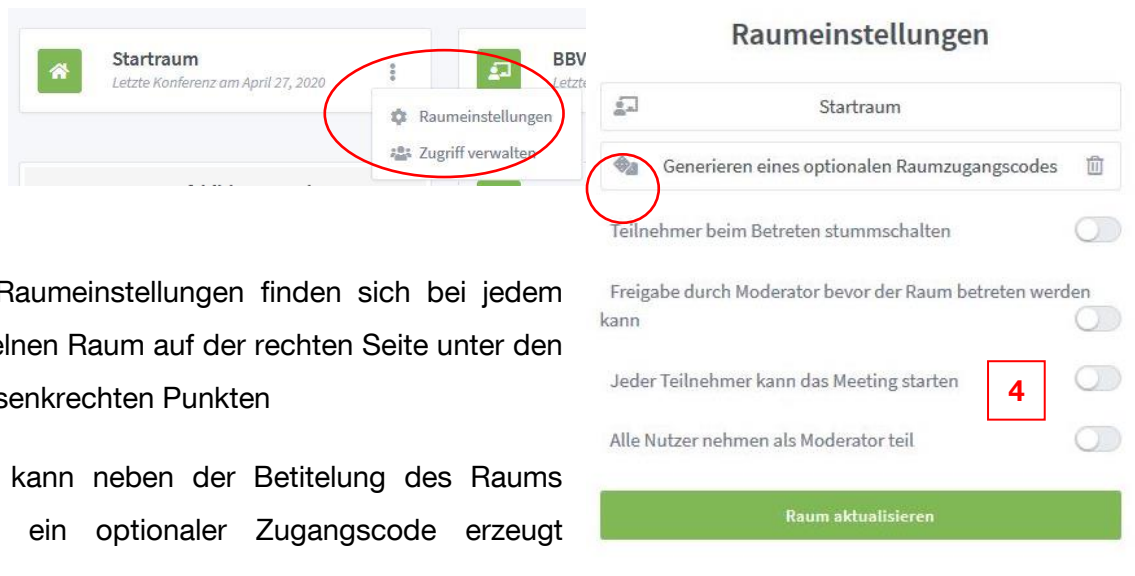 Startraum
Letzte Konferenz am April 27, 2020
BBV
Letzte
Raumeinstellungen
Zugriff verwalten
Raumeinstellungen finden sich bei jedem
elnen Raum auf der rechten Seite unter den
senkrechten Punkten
kann neben der Betitelung des Raums
ein optionaler Zugangscode erzeugt
Raumeinstellungen
Startraum
Generieren eines optionalen Raumzugangscodes
Teilnehmer beim Betreten stummschalten
Freigabe durch Moderator bevor der Raum betreten werden
kann
Jeder Teilnehmer kann das Meeting starten
4
Alle Nutzer nehmen als Moderator teil
Raum aktualisieren